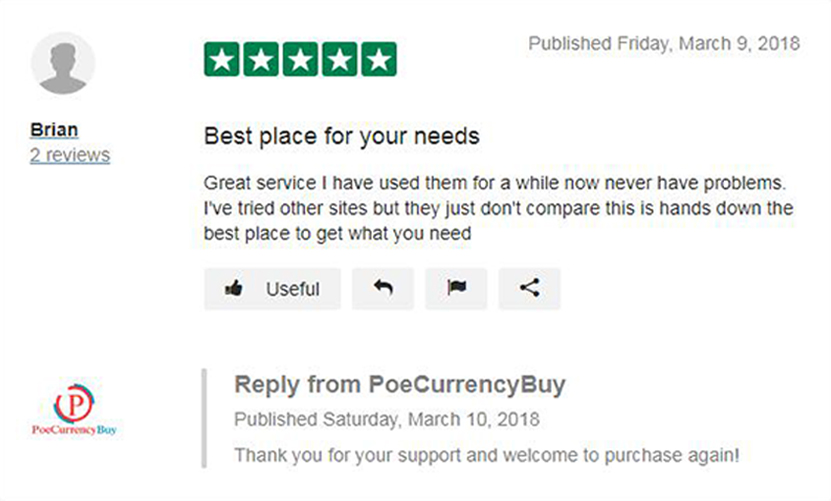 Published Friday, March 9, 2018
Brian
2 reviews
Best place for your needs
Great service I have used them for a while now never have problems.
I've tried other sites but they just don't compare this is hands down the
best place to get what you need
Useful
Reply from PoeCurrencyBuy
Published Saturday, March 10, 2018
Thank you for your support and welcome to purchase again!
P
PoeCurrencyBuy